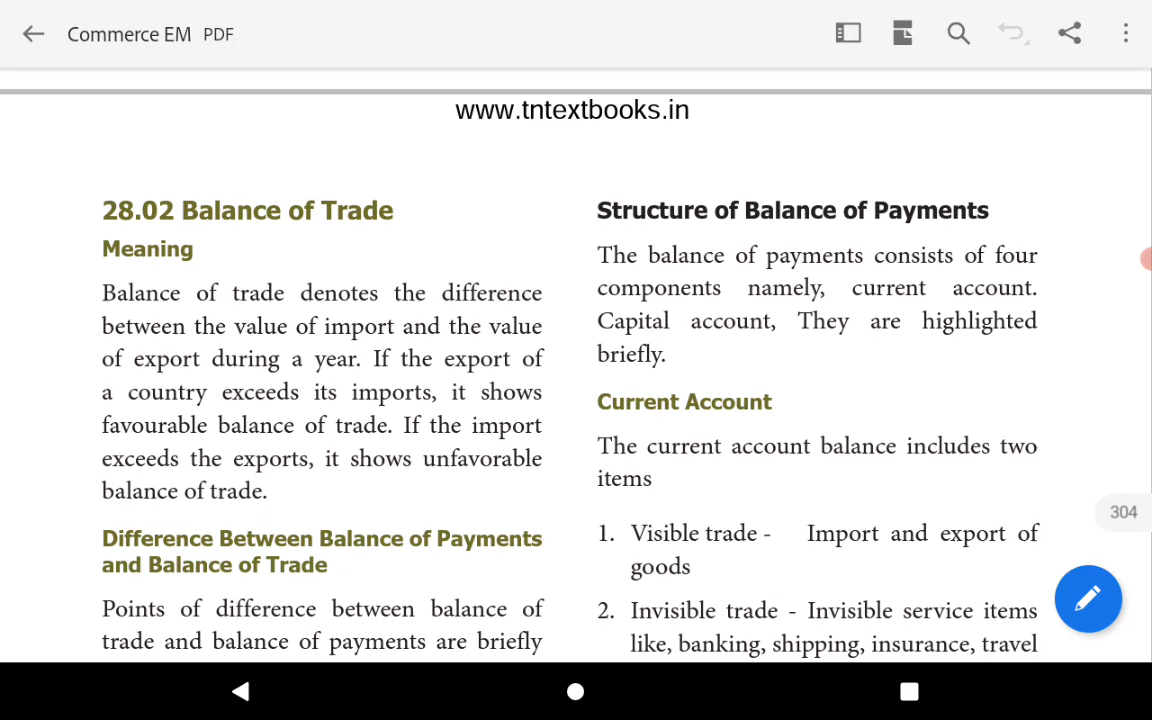 Commerce EM PDF
www.tntextbooks.in
28.02 Balance of Trade
Meaning
Balance of trade denotes the difference
between the value of import and the value
of export during a year. If the export of
a country exceeds its imports, it shows
favourable balance of trade. If the import
exceeds the exports, it shows unfavorable
balance of trade.
Difference Between Balance of Payments
and Balance of Trade
Points of difference between balance of
trade and balance of payments are briefly
Structure of Balance of Payments
The balance of payments consists of four
components namely, current account.
Capital account, They are highlighted
briefly.
Current Account
The current account balance includes two
items
1. Visible trade - Import and export of
goods
2. Invisible trade - Invisible service items
like, banking, shipping, insurance, travel
304